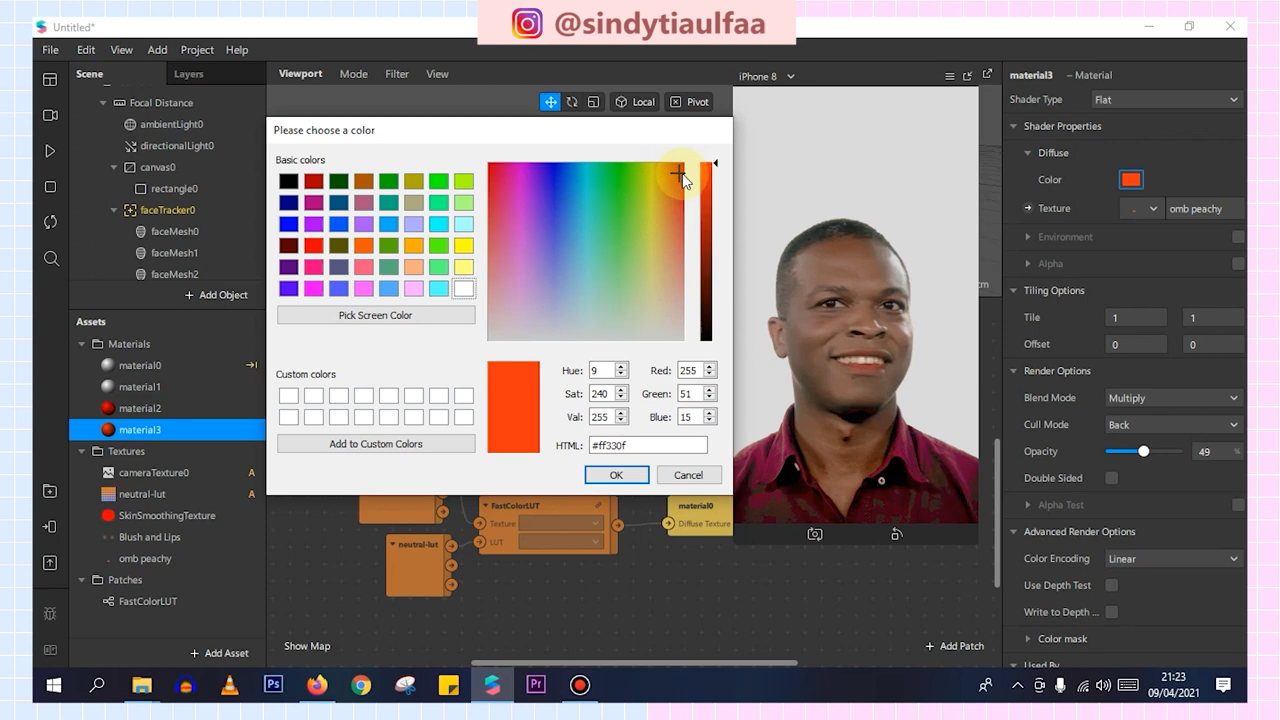 @sindytiaulfaa
Untitled*
File Edit View Add Project Help
Scene Layers
Focal Distance
ambientLight0
directionalLight0
canvas0
rectangle0
faceTracker0
faceMesh0
faceMesh1
faceMesh2
+ Add Object
Assets
Materials
material0
material1
material2
material3
Textures
cameraTexture0 A
neutral-lut A
SkinSmoothingTexture
Blush and Lips
omb peachy
Patches
FastColorLUT
+ Add Asset
Viewport Mode Filter View
Local Pivot
Please choose a color
Basic colors
Pick Screen Color
Custom colors
Add to Custom Colors
Hue: 9 Red: 255
Sat: 240 Green: 51
Val: 255 Blue: 15
HTML: #ff330f
OK Cancel
cm
FastColorLUT
Texture
LUT
neutral-lut
material0
Diffuse Texture
Show Map
+ Add Patch
iPhone 8
material3 – Material
Shader Type Flat
Shader Properties
Diffuse
Color
Texture omb peachy
Environment
Alpha
Tiling Options
Tile 1 1
Offset 0 0
Render Options
Blend Mode Multiply
Cull Mode Back
Opacity 49 %
Double Sided
Alpha Test
Advanced Render Options
Color Encoding Linear
Use Depth Test
Write to Depth ...
Color mask
Used By
Ps
Pr
21:23
09/04/2021